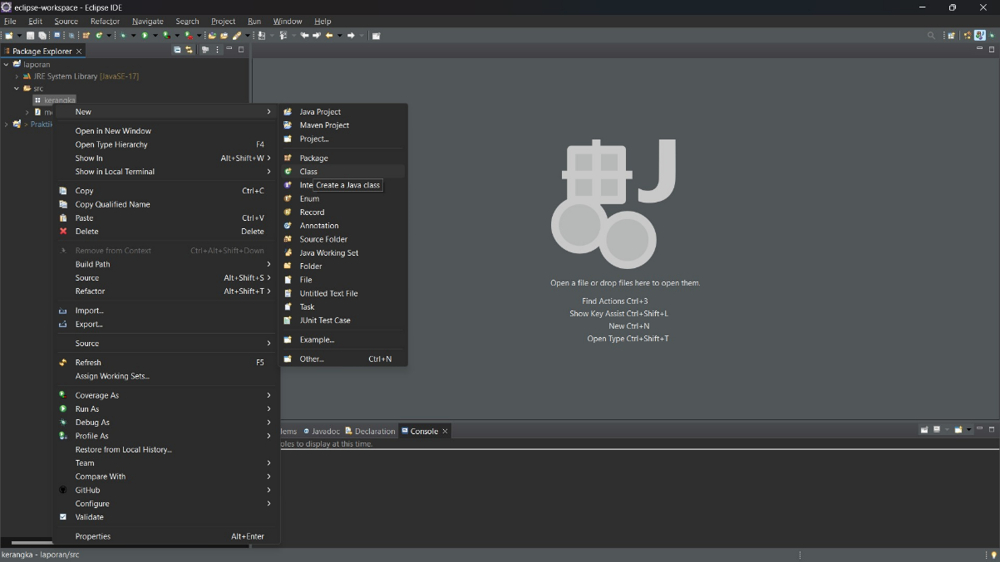 eclipse-workspace - Eclipse IDE
File Edit Source Refactor Navigate Search Project Run Window Help
Package Explorer
laporan
JRE System Library [JavaSE-17]
src
kerangka
> Praktik
New
Open in New Window
Open Type Hierarchy F4
Show In Alt+Shift+W >
Show in Local Terminal
Copy Ctrl+C
Copy Qualified Name
Paste Ctrl+V
Delete Delete
Remove from Context Ctrl+Alt+Shift+Down
Build Path
Source Alt+Shift+S >
Refactor Alt+Shift+T >
Import...
Export...
Source
Refresh F5
Assign Working Sets...
Coverage As
Run As
Debug As
Profile As
Restore from Local History...
Team
Compare With
GitHub
Configure
Validate
Properties Alt+Enter
Java Project
Maven Project
Project...
Package
Class
Inte
Create a Java class
Enum
Record
Annotation
Source Folder
Java Working Set
Folder
File
Untitled Text File
Task
JUnit Test Case
Example...
Other... Ctrl+N
Open a file or drop files here to open them.
Find Actions Ctrl+3
Show Key Assist Ctrl+Shift+L
New Ctrl+N
Open Type Ctrl+Shift+T
lems Javadoc Declaration Console
oles to display at this time.
kerangka - laporan/src